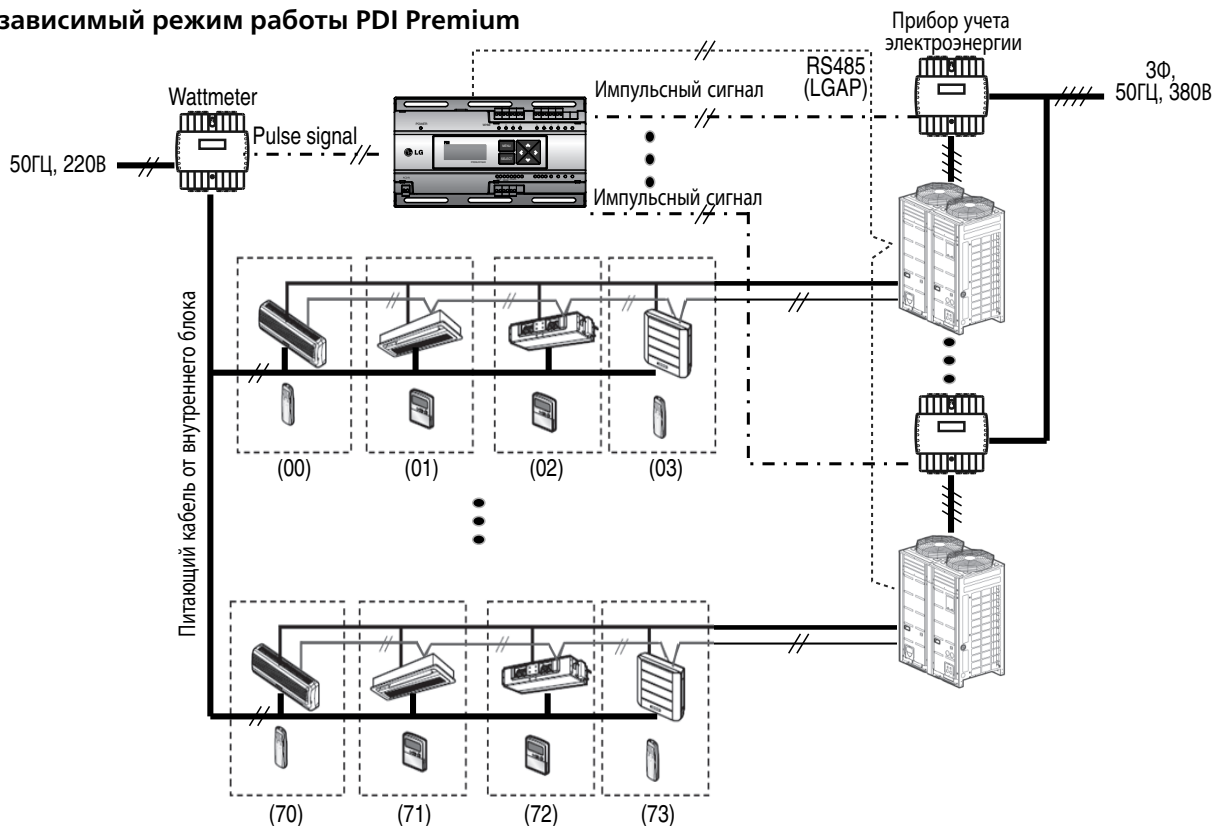 зависимый режим работы PDI Premium
Прибор учета
электроэнергии
RS485
(LGAP)
3Ф,
50ГЦ, 380В
Wattmeter
Импульсный сигнал
Pulse signal
50ГЦ, 220В
LG
MENU
Импульсный сигнал
Питающий кабель от внутреннего блока
(00)
(01)
(02)
(03)
(70)
(71)
(72)
(73)